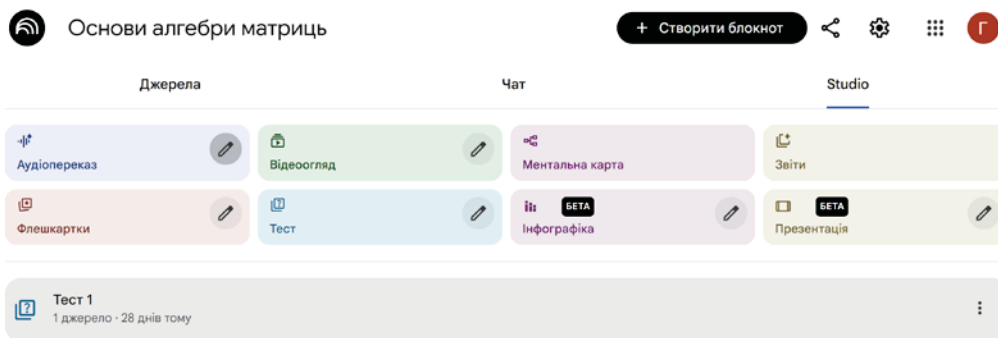 Основи алгебри матриць
+ Створити блокнот
Г
Джерела
Чат
Studio
Аудіопереказ
Відеоогляд
Ментальна карта
Звіти
БЕТА
БЕТА
Флешкартки
Тест
Інфографіка
Презентація
Тест 1
1 джерело · 28 днів тому